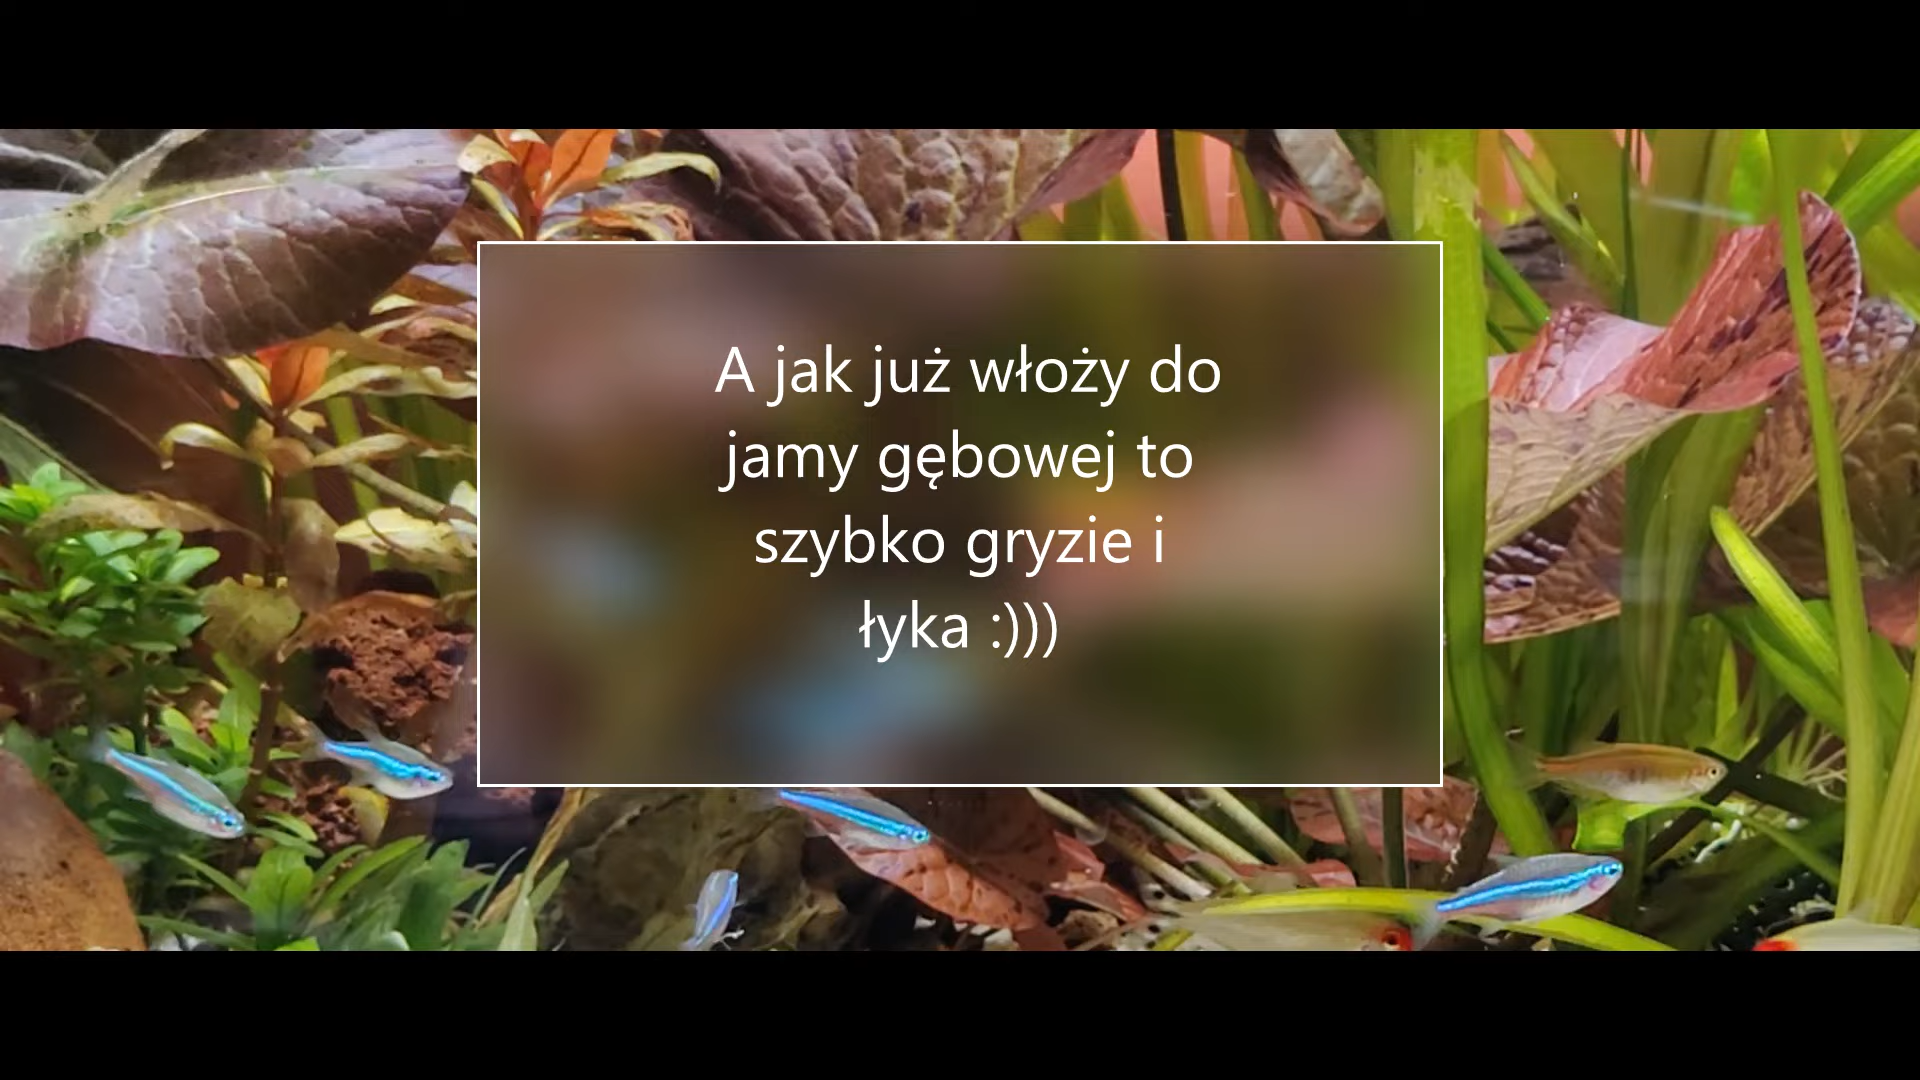 A jak już włoży do
jamy gębowej to
szybko gryzie i
łyka :)))